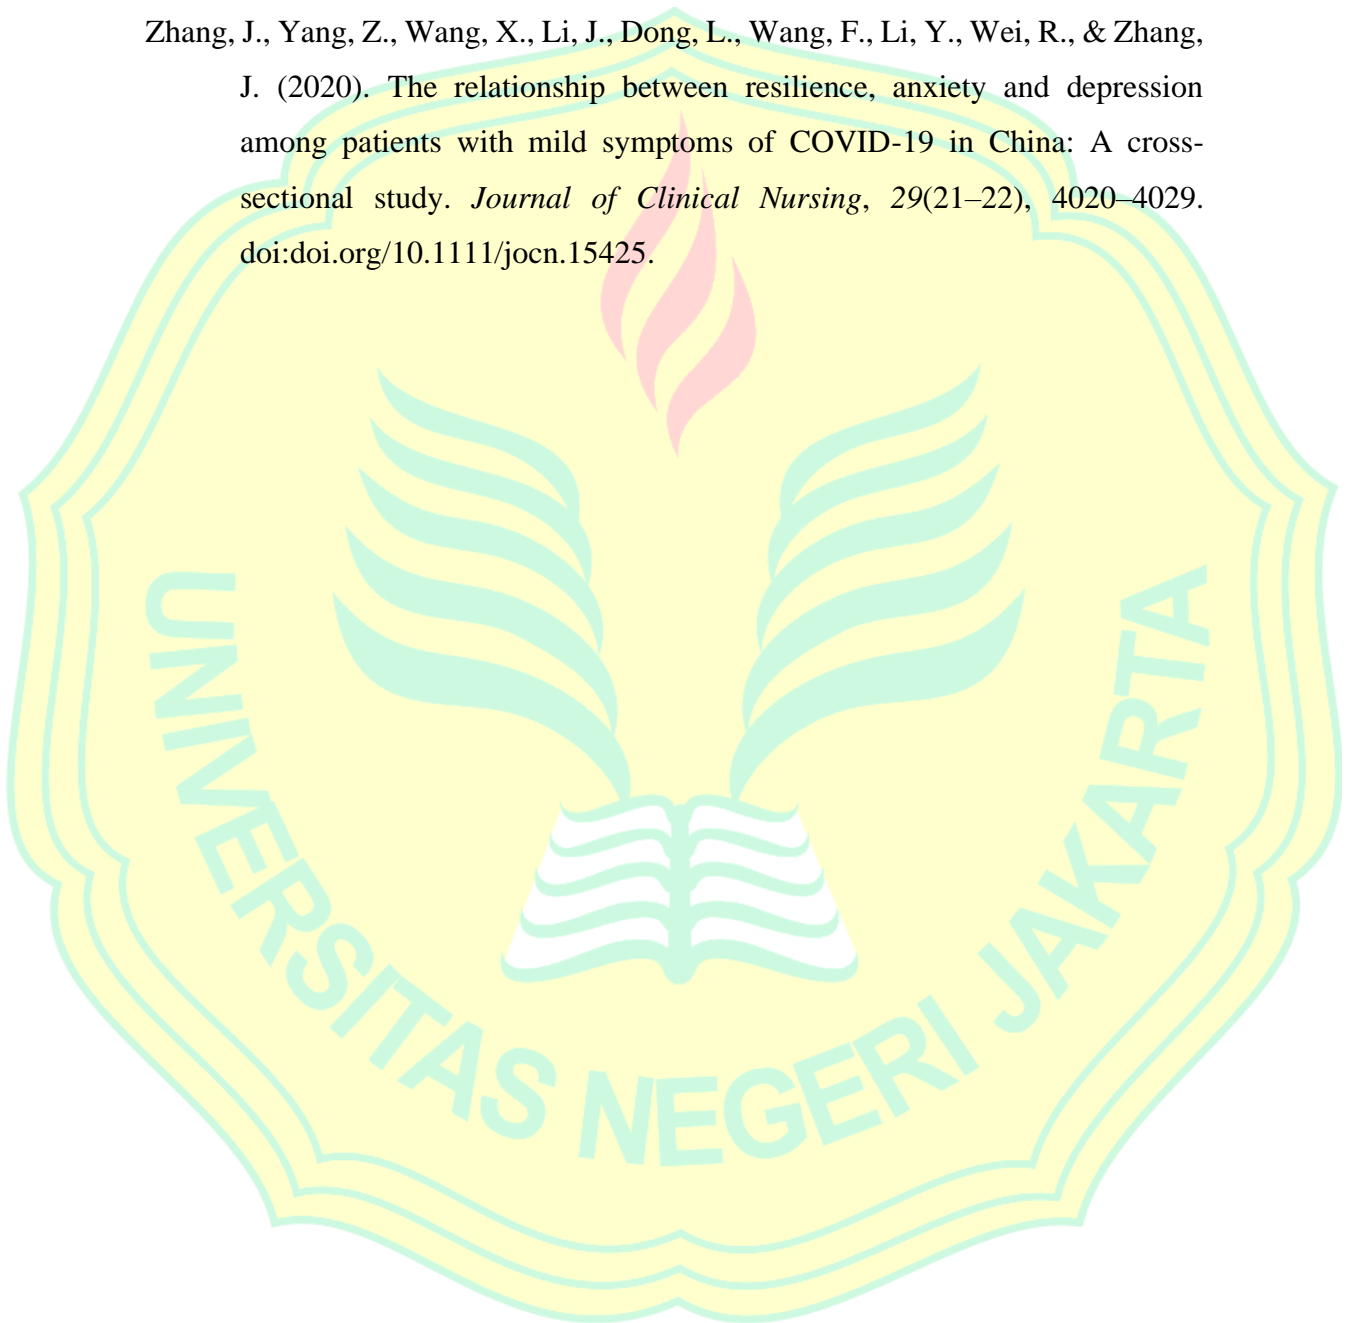 Zhang, J., Yang, Z., Wang, X., Li, J., Dong, L., Wang, F., Li, Y., Wei, R., & Zhang,
J. (2020). The relationship between resilience, anxiety and depression
among patients with mild symptoms of COVID-19 in China: A cross-
sectional study. Journal of Clinical Nursing, 29(21–22), 4020–4029.
doi:doi.org/10.1111/jocn.15425.
UNIVERSITAS NEGERI JAKARTA